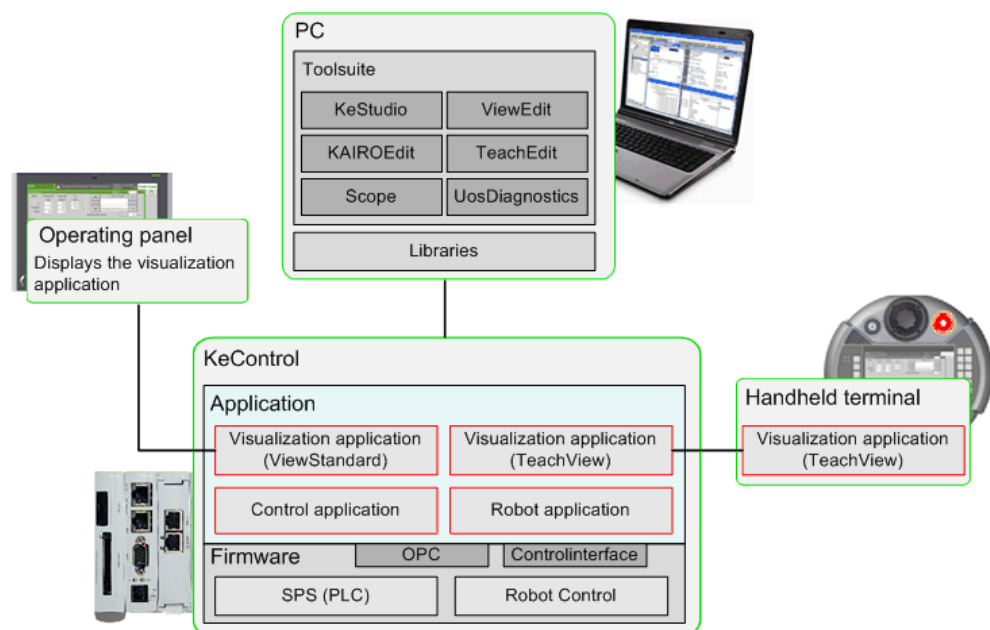 PC
Toolsuite
KeStudio
ViewEdit
KAIROEdit
TeachEdit
Scope
UosDiagnostics
Libraries
Operating panel
Displays the visualization
application
KeControl
Application
Visualization application
(ViewStandard)
Visualization application
(TeachView)
Control application
Robot application
Firmware
OPC
Controlinterface
SPS (PLC)
Robot Control
Handheld terminal
Visualization application
(TeachView)